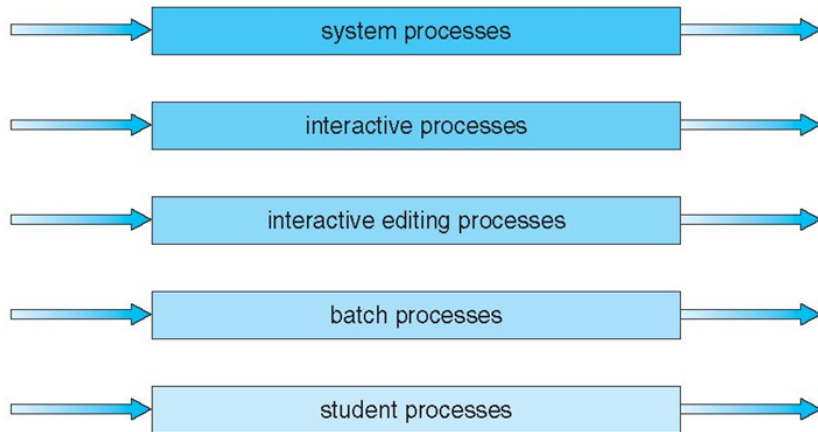 system processes
interactive processes
interactive editing processes
batch processes
student processes